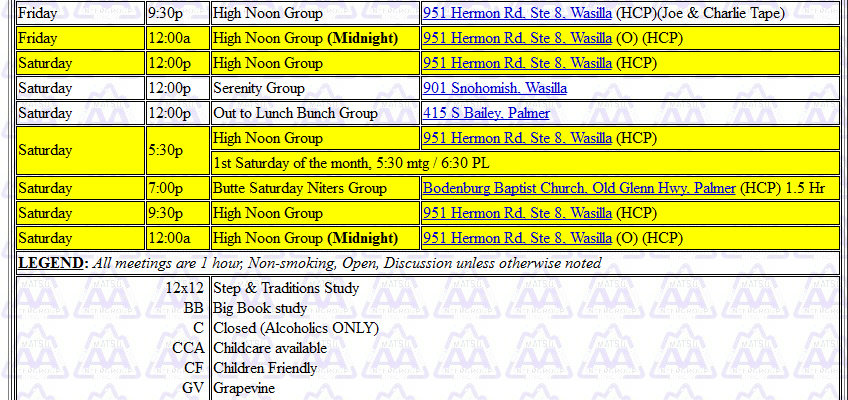 Friday 9:30p High Noon Group 951 Hermon Rd, Ste 8, Wasilla (HCP)(Joe & Charlie Tape)
Friday 12:00a High Noon Group (Midnight) 951 Hermon Rd, Ste 8, Wasilla (O) (HCP)
Saturday 12:00p High Noon Group 951 Hermon Rd, Ste 8, Wasilla (HCP)
Saturday 12:00p Serenity Group 901 Snohomish, Wasilla
Saturday 12:00p Out to Lunch Bunch Group 415 S Bailey, Palmer
Saturday 5:30p High Noon Group 951 Hermon Rd, Ste 8, Wasilla (HCP)
1st Saturday of the month, 5:30 mtg / 6:30 PL
Saturday 7:00p Butte Saturday Niters Group Bodenburg Baptist Church, Old Glenn Hwy, Palmer (HCP) 1.5 Hr
Saturday 9:30p High Noon Group 951 Hermon Rd, Ste 8, Wasilla (HCP)
Saturday 12:00a High Noon Group (Midnight) 951 Hermon Rd, Ste 8, Wasilla (O) (HCP)
LEGEND: All meetings are 1 hour, Non-smoking, Open, Discussion unless otherwise noted
12x12 Step & Traditions Study
BB Big Book study
C Closed (Alcoholics ONLY)
CCA Childcare available
CF Children Friendly
GV Grapevine